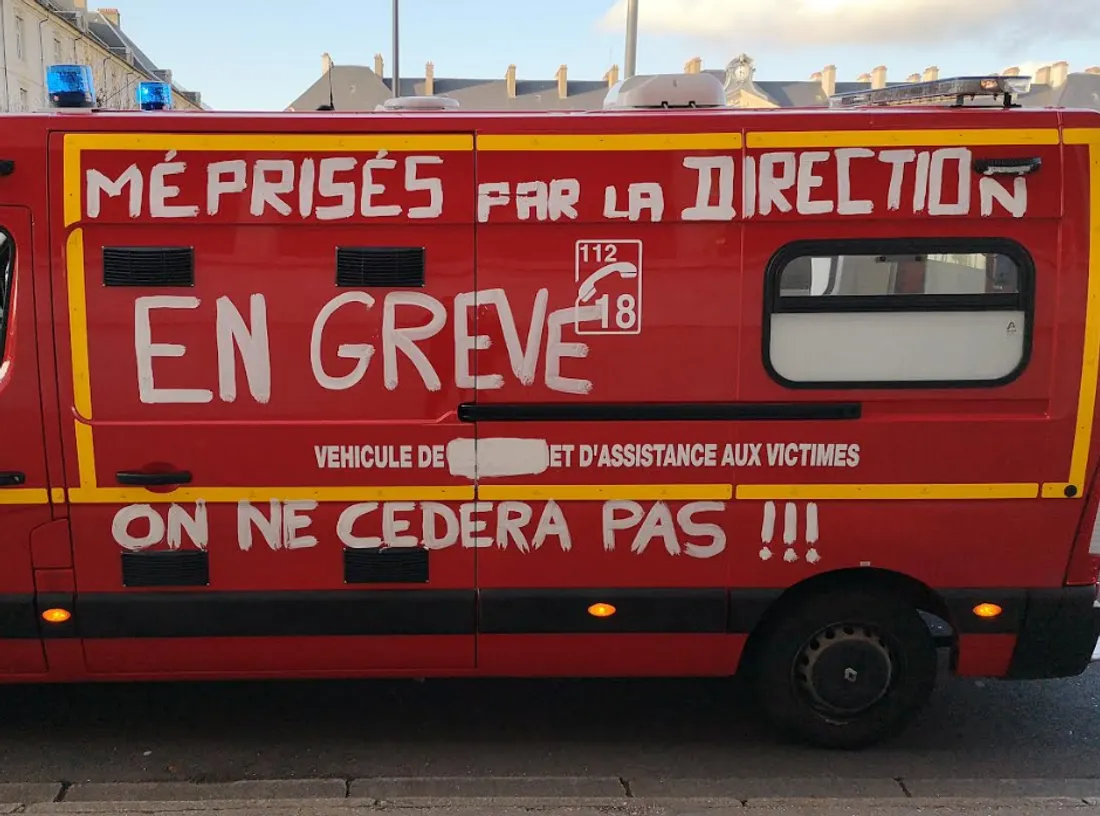 MÉPRISÉS PAR LA DIRECTION
112
18
EN GREVE
VEHICULE DE ET D'ASSISTANCE AUX VICTIMES
ON NE CEDERA PAS !!!